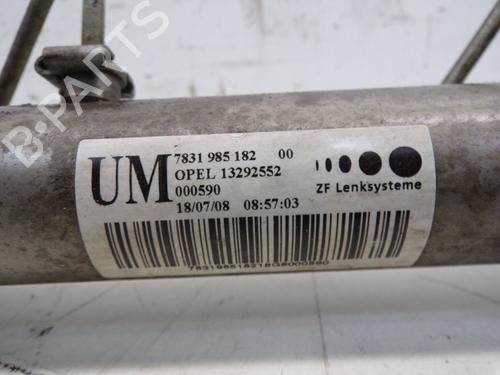 UM
7831 985 182 00
OPEL 13292552
000590
18/07/08 08:57:03
ZF Lenksysteme
B-PARTS